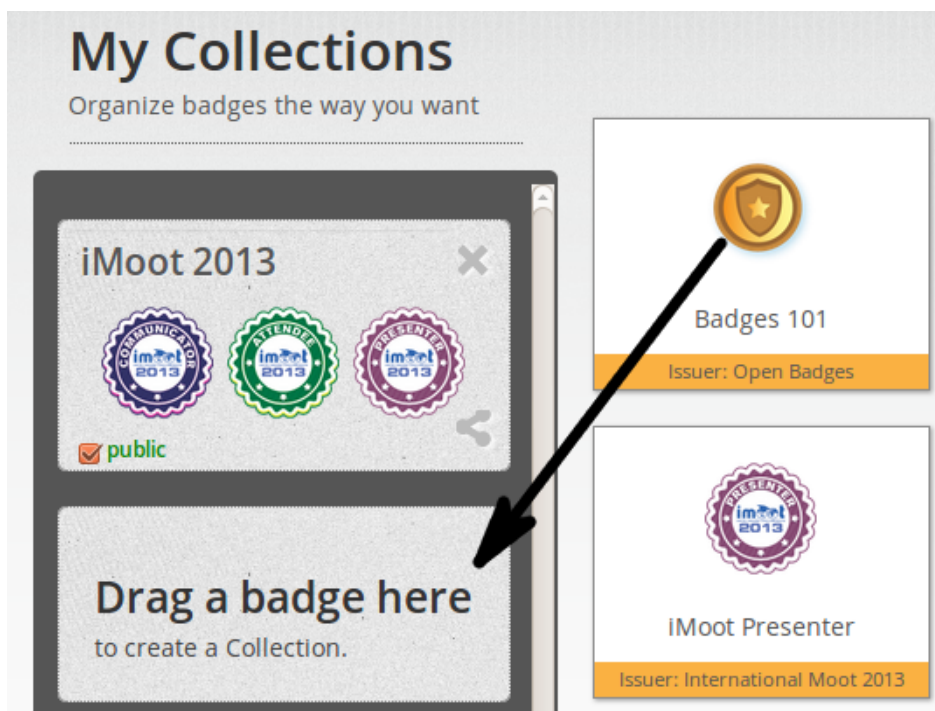 My Collections
Organize badges the way you want
iMoot 2013
COMMUNICATOR
imoot
2013
ATTENDEE
imoot
2013
PRESENTER
imoot
2013
public
Drag a badge here
to create a Collection.
Badges 101
Issuer: Open Badges
PRESENTER
imoot
2013
iMoot Presenter
Issuer: International Moot 2013